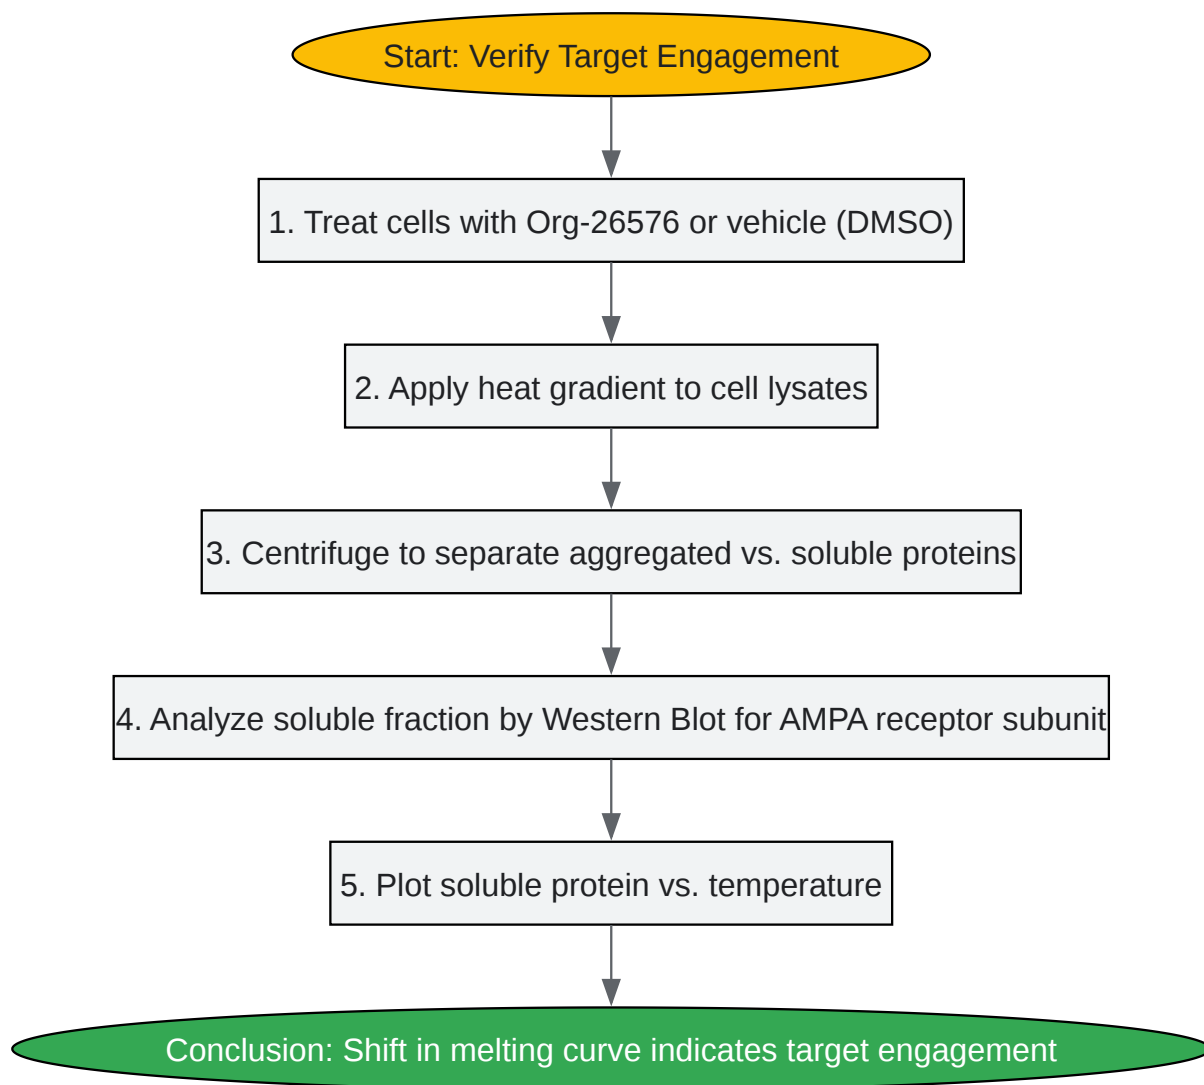 Start: Verify Target Engagement
1. Treat cells with Org-26576 or vehicle (DMSO)
2. Apply heat gradient to cell lysates
3. Centrifuge to separate aggregated vs. soluble proteins
4. Analyze soluble fraction by Western Blot for AMPA receptor subunit
5. Plot soluble protein vs. temperature
Conclusion: Shift in melting curve indicates target engagement